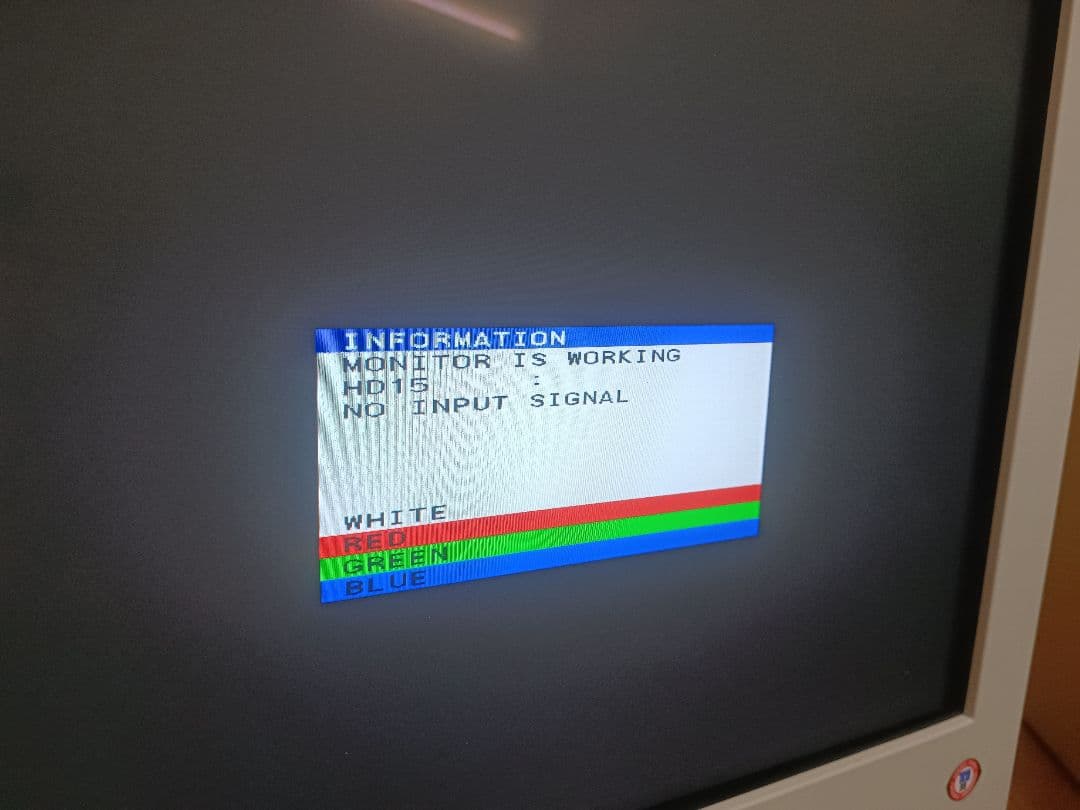 INFORMATION
MONITOR IS WORKING
HD15 :
NO INPUT SIGNAL
WHITE
RED
GREEN
BLUE